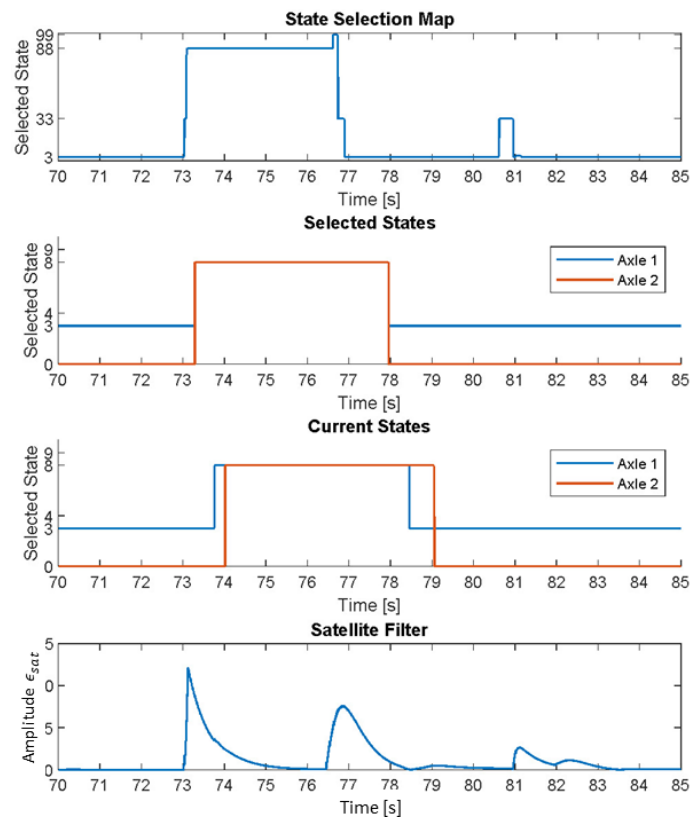 State Selection Map
99
88
33
3
Selected State
70 71 72 73 74 75 76 77 78 79 80 81 82 83 84 85
Time [s]
Selected States
9
8
4
3
0
Selected State
Axle 1
Axle 2
70 71 72 73 74 75 76 77 78 79 80 81 82 83 84 85
Time [s]
Current States
9
8
4
3
0
Selected State
Axle 1
Axle 2
70 71 72 73 74 75 76 77 78 79 80 81 82 83 84 85
Time [s]
Satellite Filter
5
0
5
0
Amplitude ϵsat
70 71 72 73 74 75 76 77 78 79 80 81 82 83 84 85
Time [s]